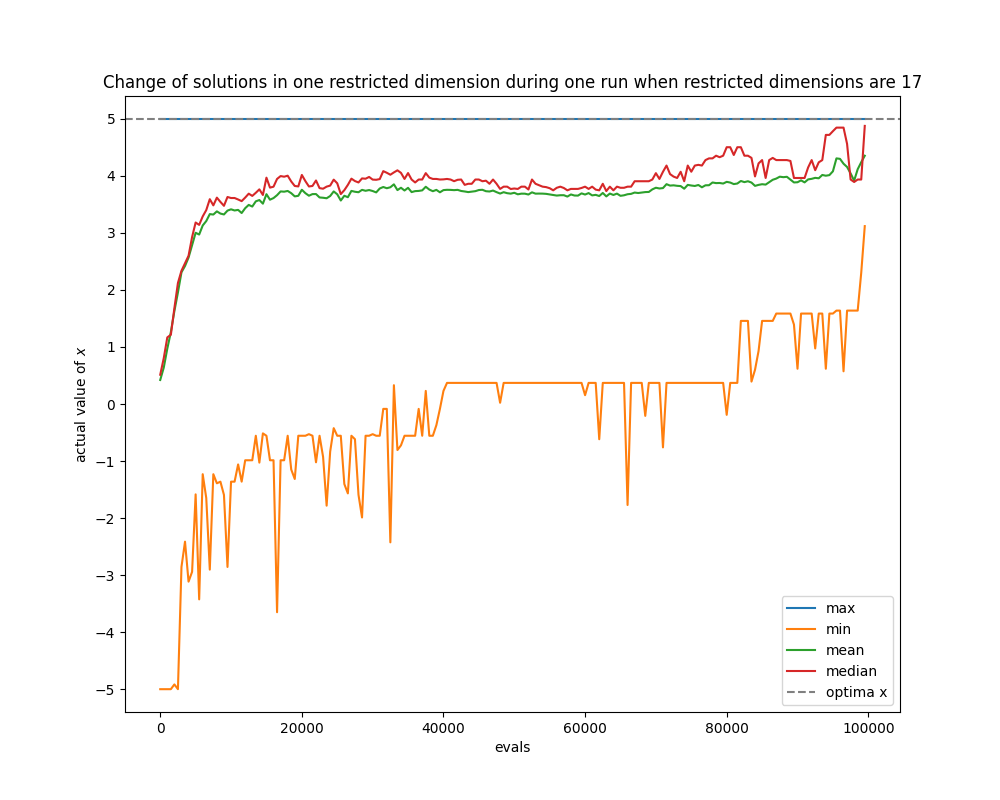 Change of solutions in one restricted dimension during one run when restricted dimensions are 17
5
4
3
2
1
0
−1
−2
−3
−4
−5
actual value of x
0 20000 40000 60000 80000 100000
evals
max
min
mean
median
optima x